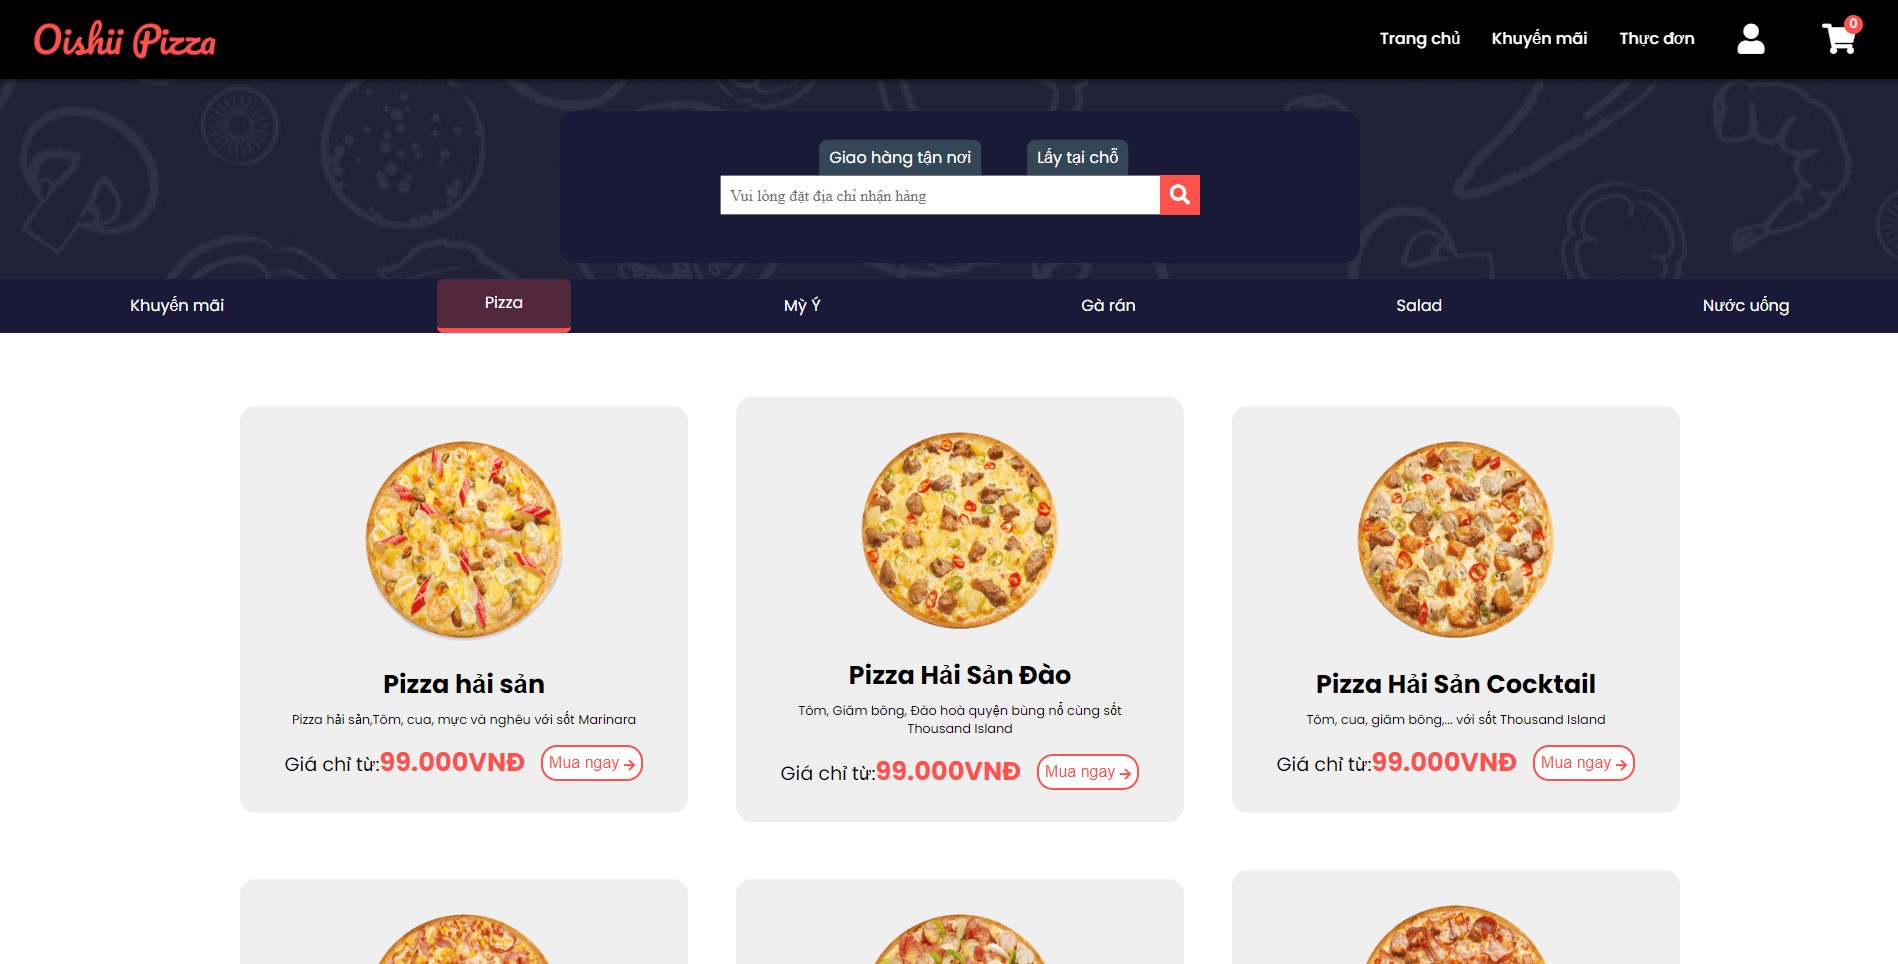 Oishii Pizza
Trang chủ Khuyến mãi Thực đơn 0
Giao hàng tận nơi Lấy tại chỗ
Vui lòng đặt địa chỉ nhận hàng
Khuyến mãi Pizza Mỳ Ý Gà rán Salad Nước uống
Pizza hải sản
Pizza hải sản,Tôm, cua, mực và nghêu với sốt Marinara
Giá chỉ từ:99.000VNĐ Mua ngay →
Pizza Hải Sản Đào
Tôm, Giăm bông, Đào hoà quyện bùng nổ cùng sốt
Thousand Island
Giá chỉ từ:99.000VNĐ Mua ngay →
Pizza Hải Sản Cocktail
Tôm, cua, giăm bông,... với sốt Thousand Island
Giá chỉ từ:99.000VNĐ Mua ngay →